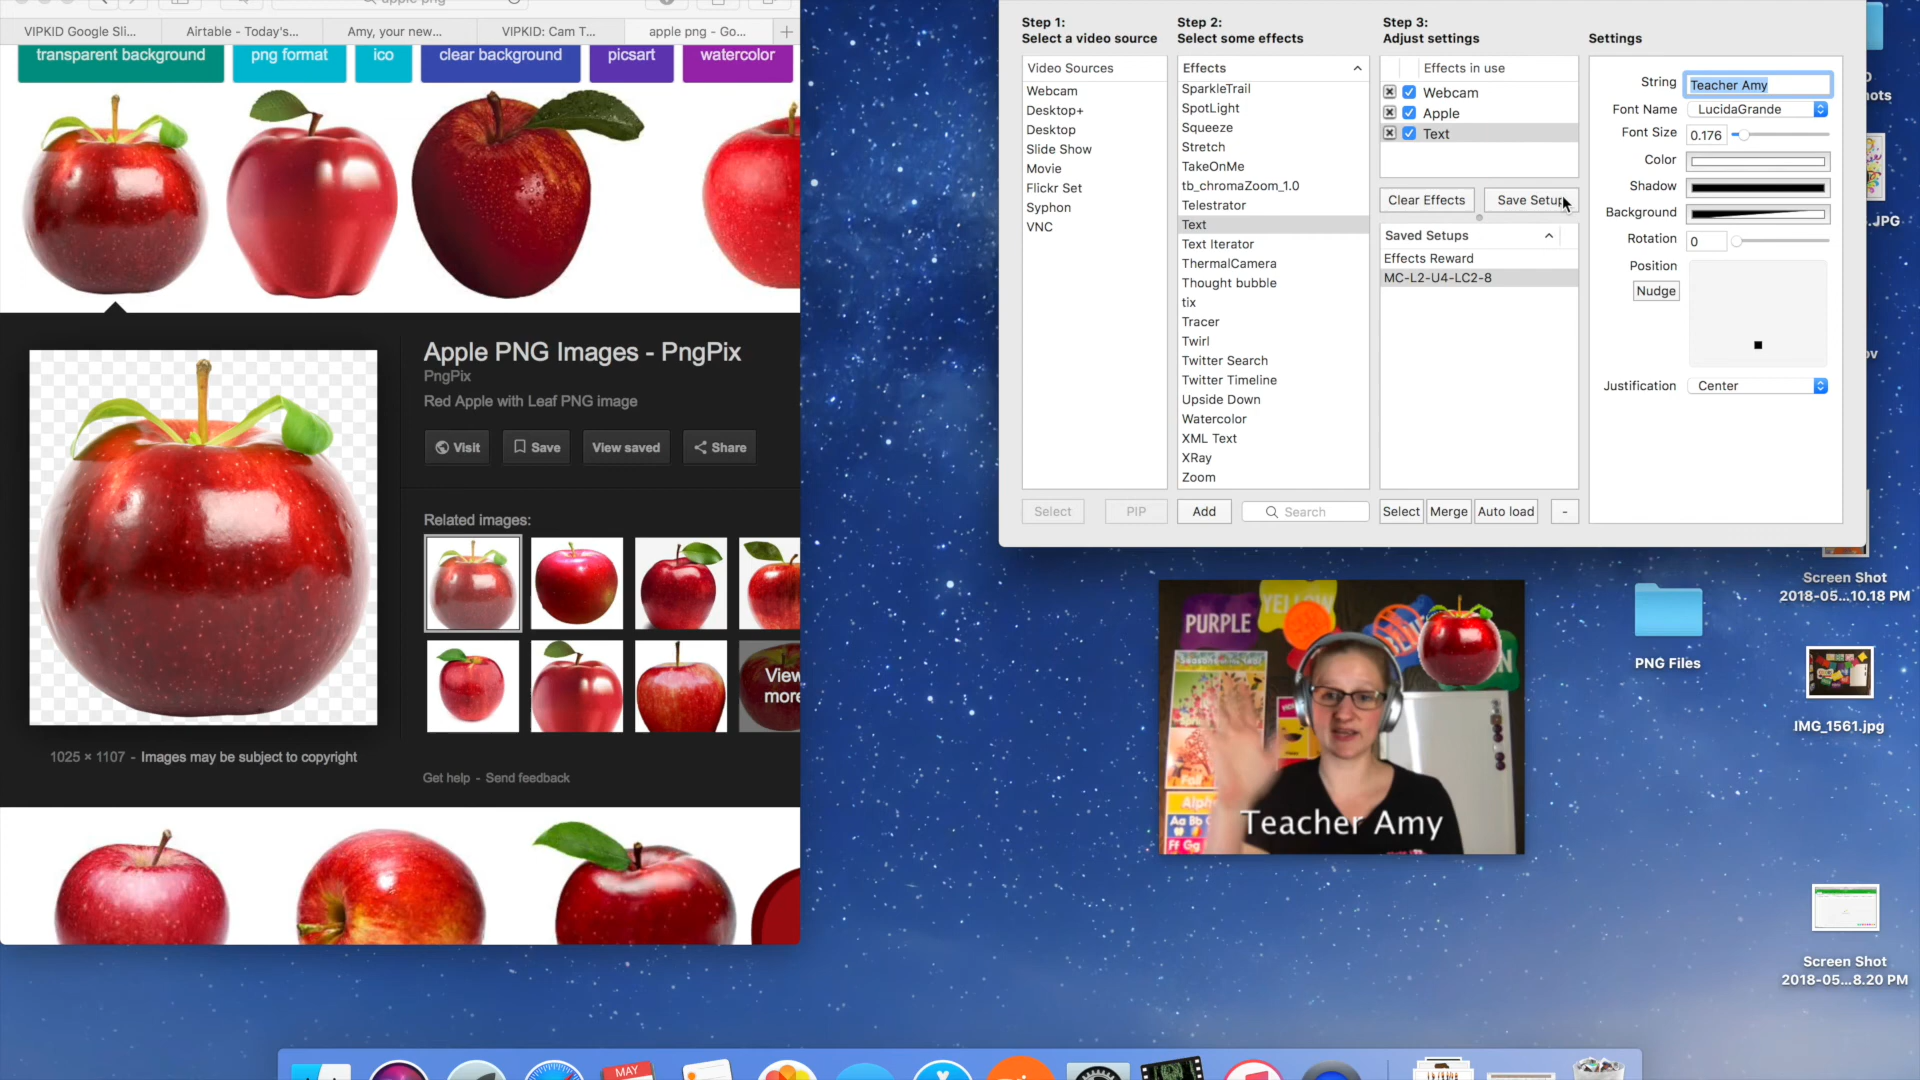 apple png
VIPKID Google Sli...
Airtable - Today's...
Amy, your new...
VIPKID: Cam T...
apple png - Go...
transparent background
png format
ico
clear background
picsart
watercolor
Apple PNG Images - PngPix
PngPix
Red Apple with Leaf PNG image
Visit
Save
View saved
Share
Related images:
View
more
1025 × 1107 - Images may be subject to copyright
Get help - Send feedback
Step 1:
Select a video source
Step 2:
Select some effects
Step 3:
Adjust settings
Settings
Video Sources
Webcam
Desktop+
Desktop
Slide Show
Movie
Flickr Set
Syphon
VNC
Select
PIP
Effects
SparkleTrail
SpotLight
Squeeze
Stretch
TakeOnMe
tb_chromaZoom_1.0
Telestrator
Text
Text Iterator
ThermalCamera
Thought bubble
tix
Tracer
Twirl
Twitter Search
Twitter Timeline
Upside Down
Watercolor
XML Text
XRay
Zoom
Add
Search
Effects in use
Webcam
Apple
Text
Clear Effects
Save Setup
Saved Setups
Effects Reward
MC-L2-U4-LC2-8
Select
Merge
Auto load
-
String
Teacher Amy
Font Name
LucidaGrande
Font Size
0.176
Color
Shadow
Background
Rotation
0
Position
Nudge
Justification
Center
PURPLE
YELLOW
Teacher Amy
Aa Bb
Ff Gg
PNG Files
.JPG
Screen Shot
2018-05...10.18 PM
IMG_1561.jpg
Screen Shot
2018-05...8.20 PM
MAY